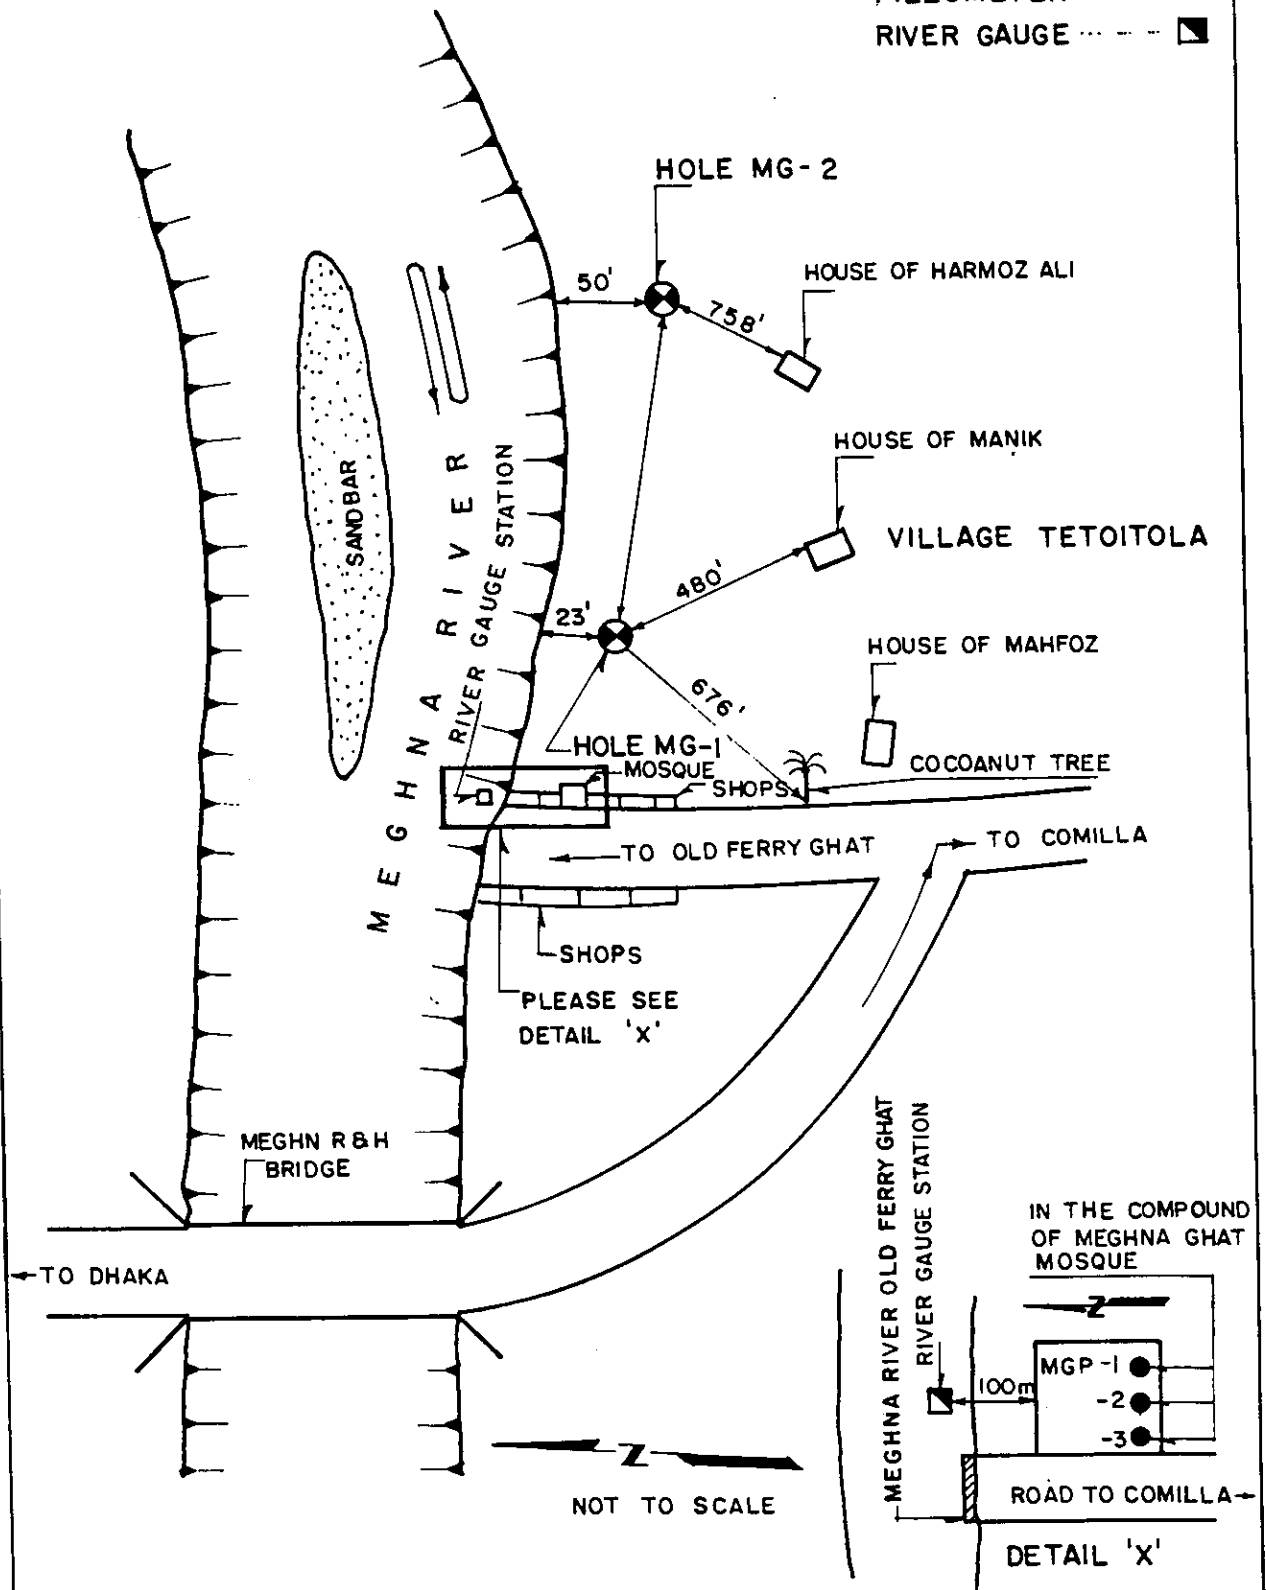 RIVER GAUGE
HOLE MG-2
HOUSE OF HARMOZ ALI
50'
758'
HOUSE OF MANIK
VILLAGE TETOITOLA
480'
23'
HOUSE OF MAHFOZ
676'
SANDBAR
MEGHNA RIVER
RIVER GAUGE STATION
HOLE MG-1
MOSQUE
SHOPS
COCOANUT TREE
TO OLD FERRY GHAT
TO COMILLA
SHOPS
PLEASE SEE
DETAIL 'X'
MEGHN R&H
BRIDGE
TO DHAKA
Z
NOT TO SCALE
MEGHNA RIVER OLD FERRY GHAT
RIVER GAUGE STATION
IN THE COMPOUND
OF MEGHNA GHAT
MOSQUE
Z
MGP -1
100m
-2
-3
ROAD TO COMILLA
DETAIL 'X'